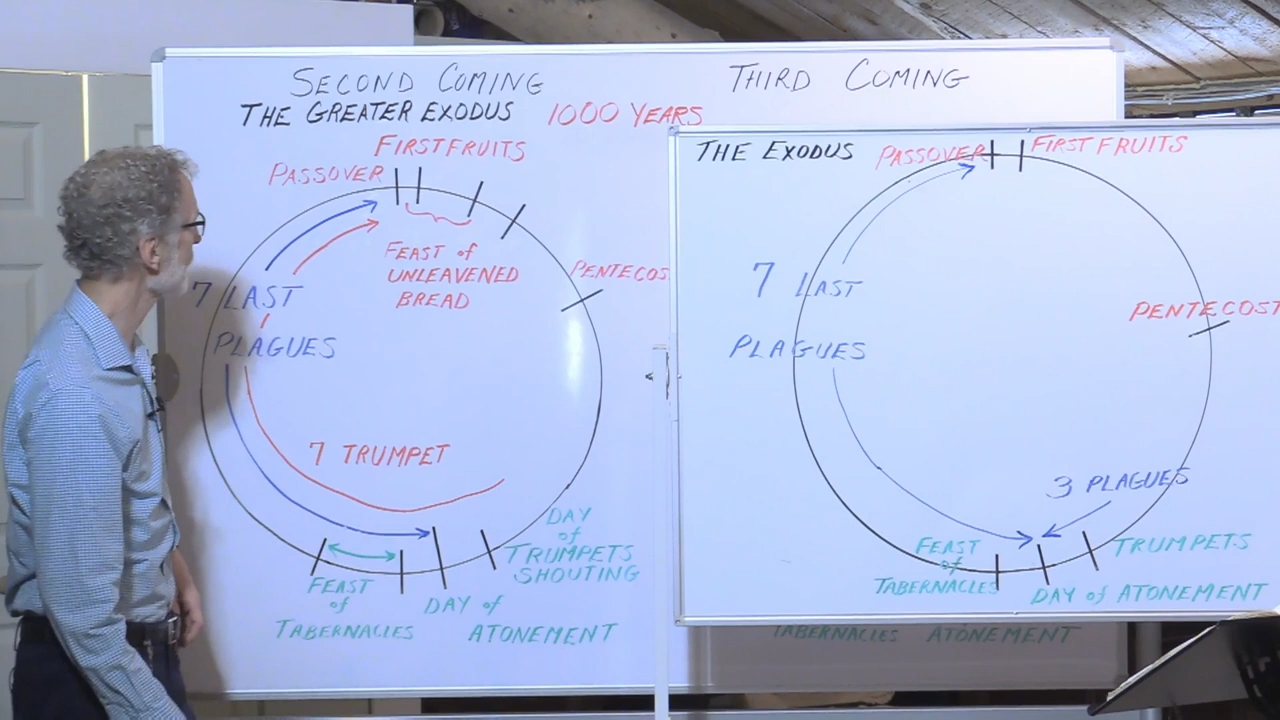 SECOND COMING
THE GREATER EXODUS 1000 YEARS
FIRSTFRUITS
PASSOVER
FEAST of
UNLEAVENED
BREAD
PENTECOS
7 LAST
PLAGUES
7 TRUMPET
DAY
of
TRUMPETS
SHOUTING
FEAST
of
TABERNACLES
DAY of
ATONEMENT
THIRD COMING
THE EXODUS
PASSOVER
FIRST FRUITS
7 LAST
PLAGUES
PENTECOST
3 PLAGUES
FEAST
of
TABERNACLES
TRUMPETS
DAY of ATONEMENT
TABERNACLES ATONEMENT